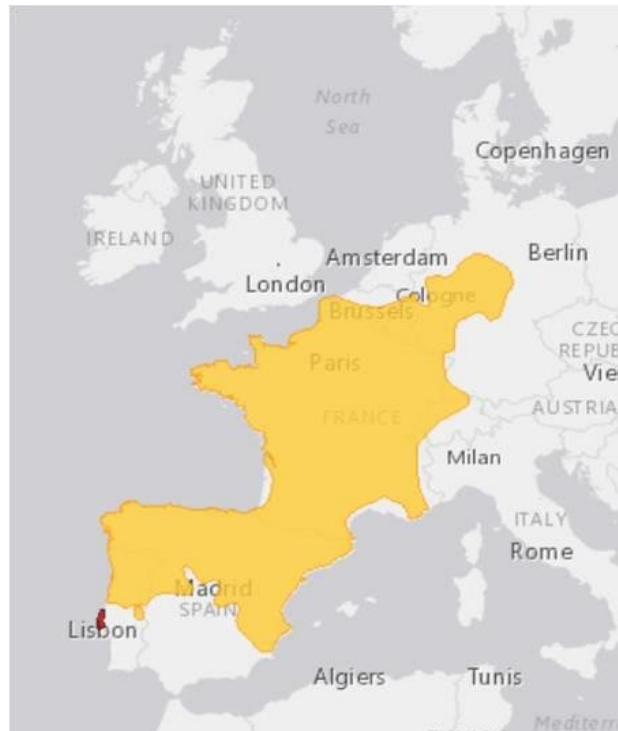 North
Sea
Copenhagen
UNITED
KINGDOM
IRELAND
Amsterdam
Berlin
London
Cologne
Brussels
CZEC
REPUB
Paris
Vie
AUSTRIA
FRANCE
Milan
ITALY
Rome
Madrid
SPAIN
Lisbon
Algiers
Tunis
Mediterr